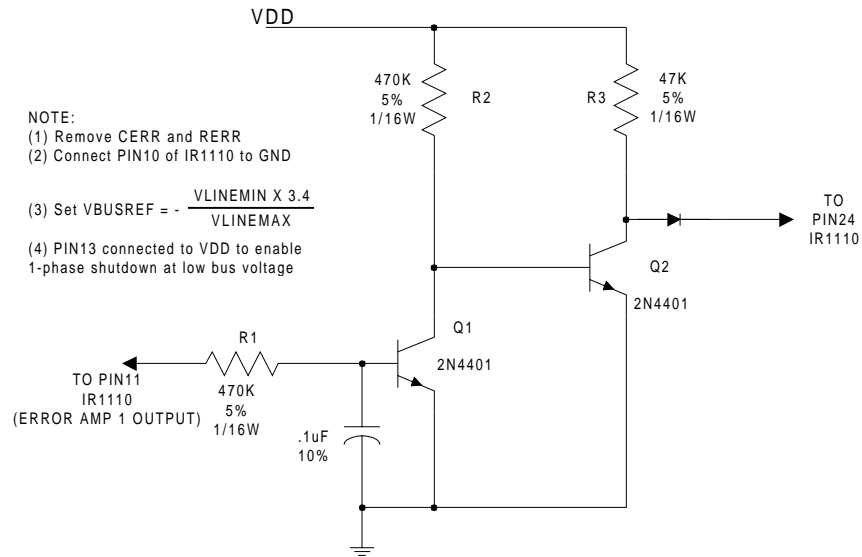 VDD
470K
5%
1/16W
R2
R3
47K
5%
1/16W
NOTE:
(1) Remove CERR and RERR
(2) Connect PIN10 of IR1110 to GND
(3) Set VBUSREF = - VLINEMIN X 3.4
VLINEMAX
(4) PIN13 connected to VDD to enable
1-phase shutdown at low bus voltage
TO
PIN24
IR1110
Q2
2N4401
Q1
2N4401
R1
470K
5%
1/16W
TO PIN11
IR1110
(ERROR AMP 1 OUTPUT)
.1uF
10%